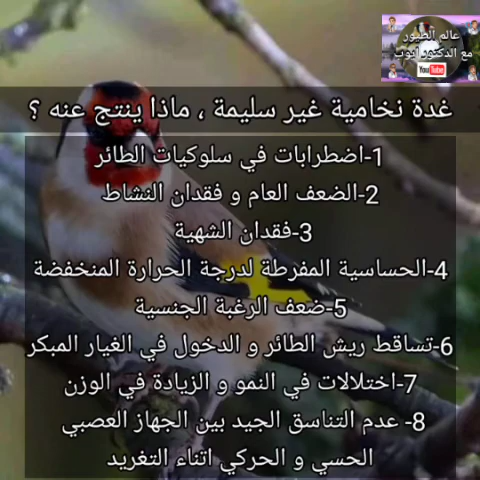 عالم الطيور
مع الدكتور أيوب
YouTube
غدة نخامية غير سليمة ، ماذا ينتج عنه ؟
1-اضطرابات في سلوكيات الطائر
2-الضعف العام و فقدان النشاط
3-فقدان الشهية
4-الحساسية المفرطة لدرجة الحرارة المنخفضة
5-ضعف الرغبة الجنسية
6-تساقط ريش الطائر و الدخول في الغيار المبكر
7-اختلالات في النمو و الزيادة في الوزن
8- عدم التناسق الجيد بين الجهاز العصبي
الحسي و الحركي اتناء التغريد